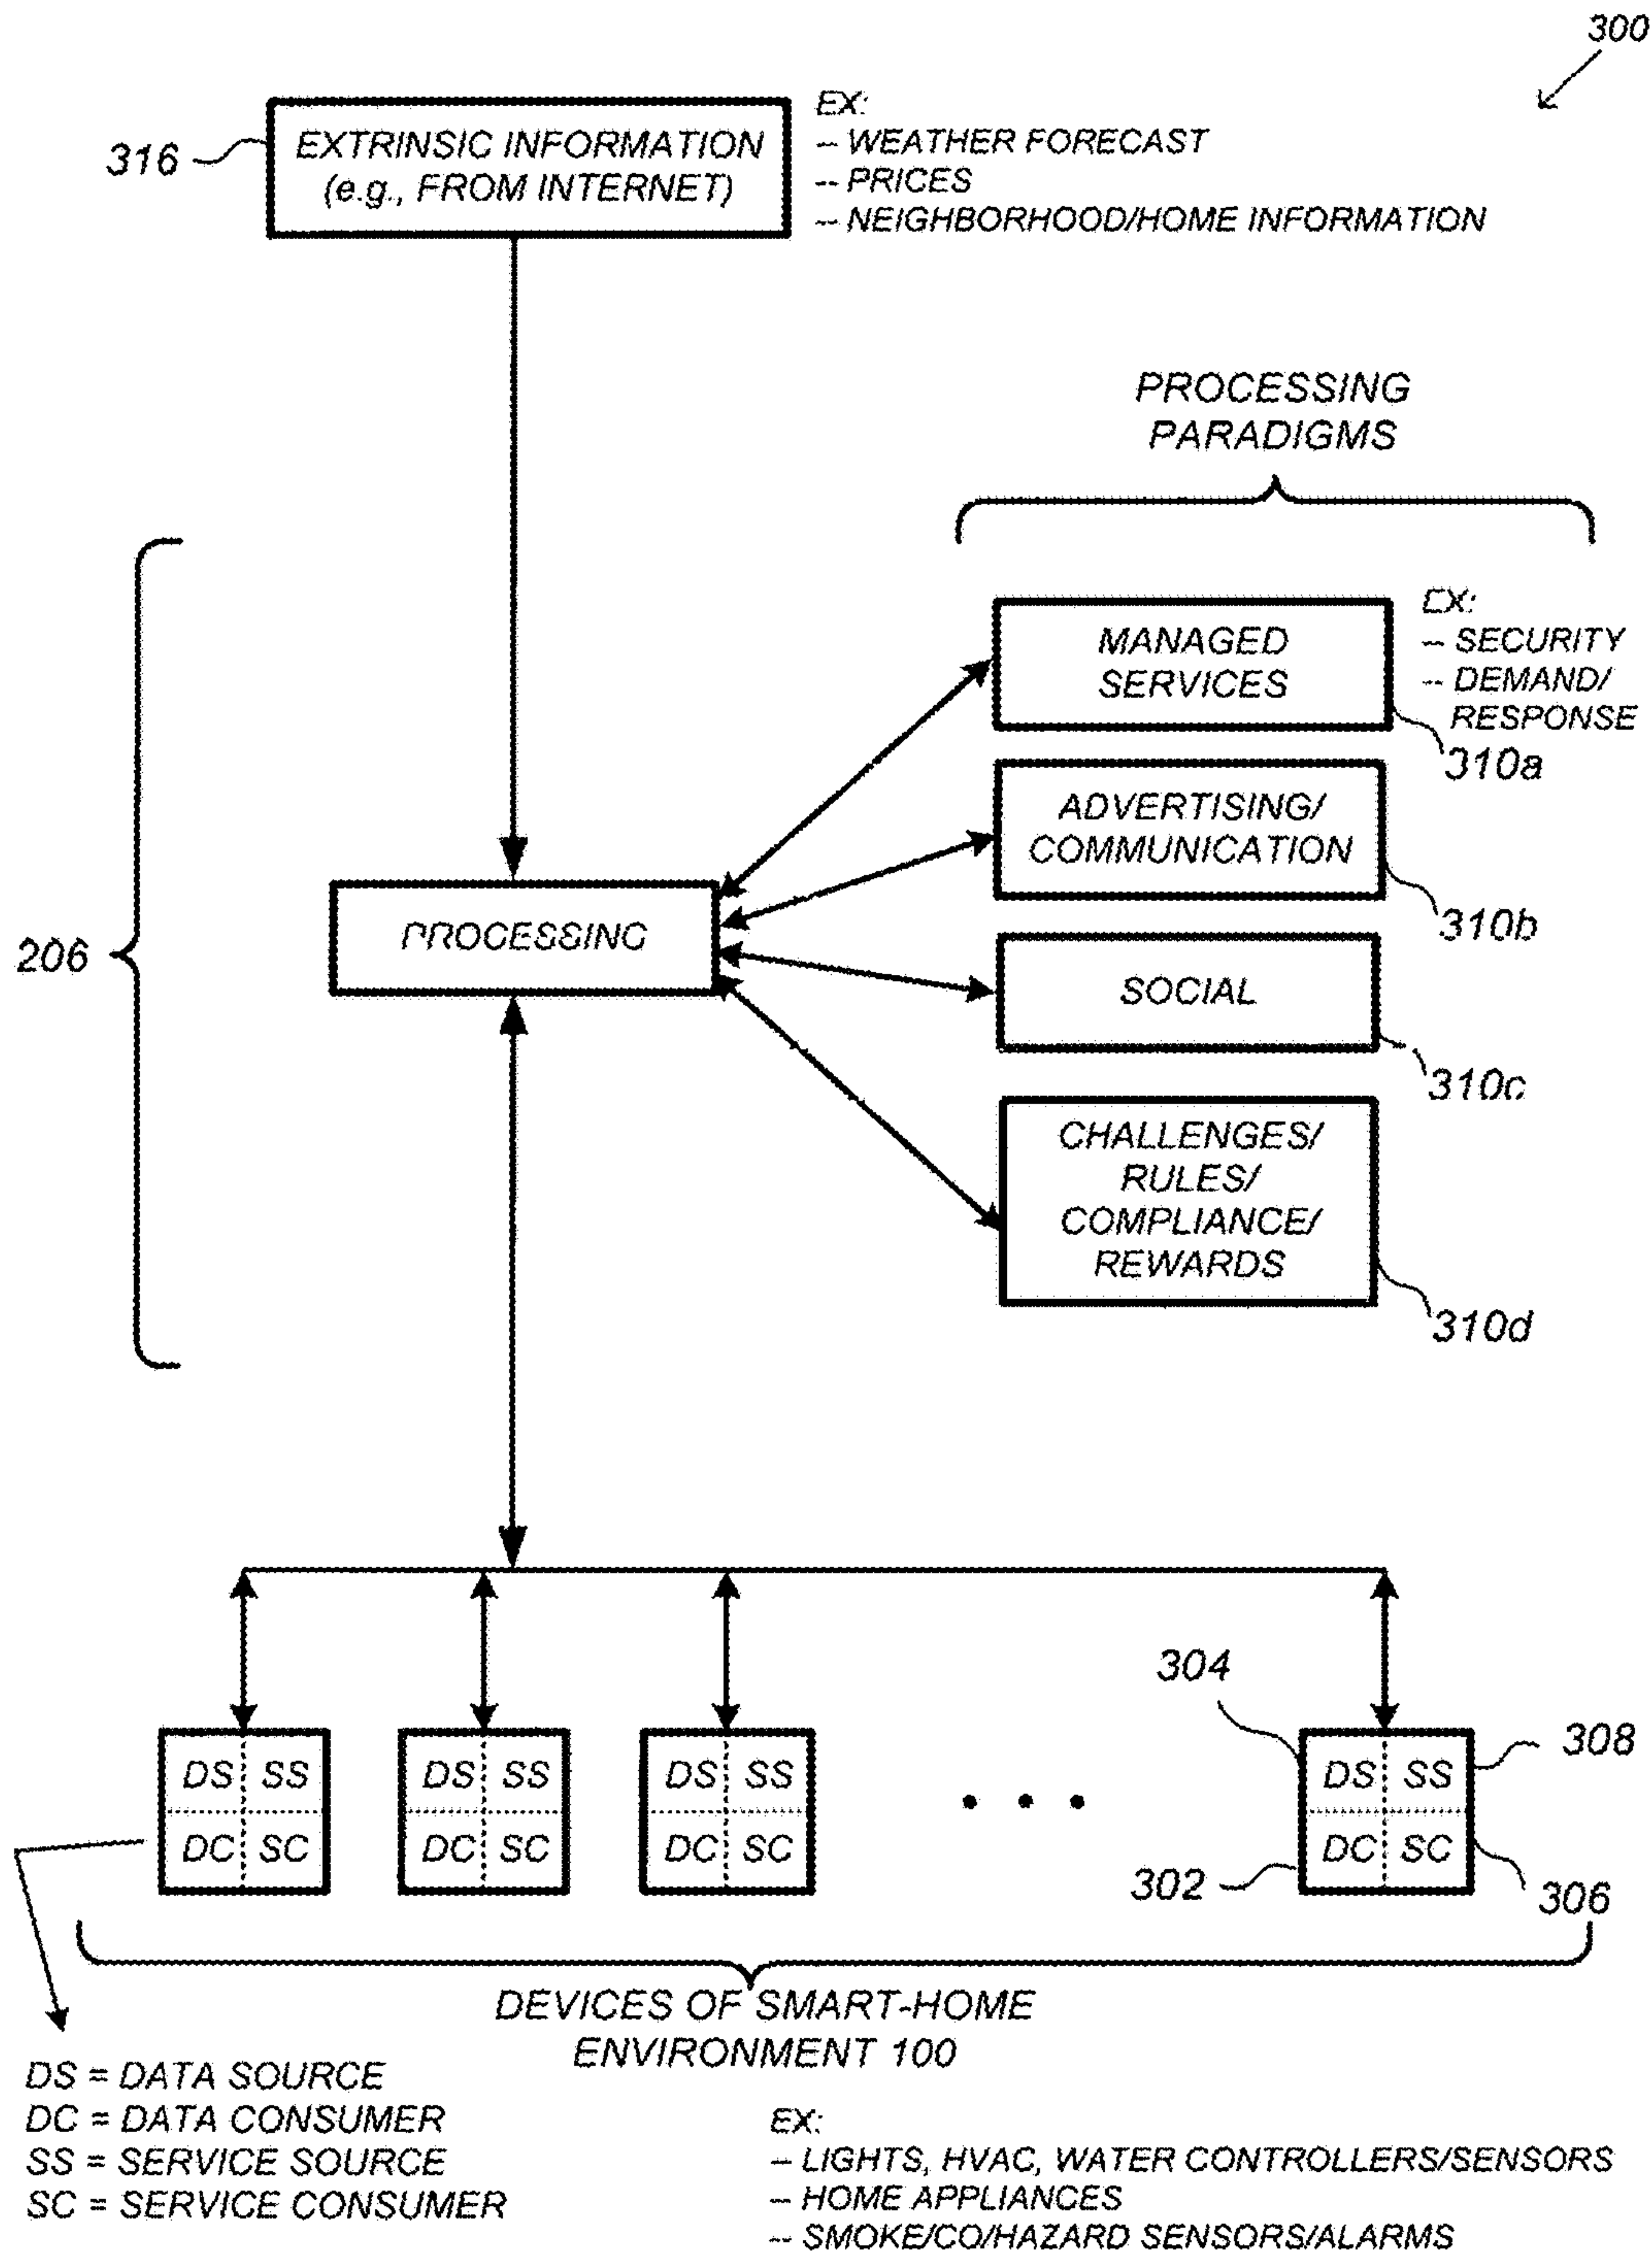 300
316
EXTRINSIC INFORMATION
(e.g., FROM INTERNET)
EX:
-- WEATHER FORECAST
-- PRICES
-- NEIGHBORHOOD/HOME INFORMATION
PROCESSING
PARADIGMS
206
PROCESSING
MANAGED
SERVICES
EX:
-- SECURITY
-- DEMAND/
RESPONSE
310a
ADVERTISING/
COMMUNICATION
310b
SOCIAL
310c
CHALLENGES/
RULES/
COMPLIANCE/
REWARDS
310d
DS SS
DC SC
DS SS
DC SC
DS SS
DC SC
• • •
304
DS SS
DC SC
308
302
306
DEVICES OF SMART-HOME
ENVIRONMENT 100
DS = DATA SOURCE
DC = DATA CONSUMER
SS = SERVICE SOURCE
SC = SERVICE CONSUMER
EX:
-- LIGHTS, HVAC, WATER CONTROLLERS/SENSORS
-- HOME APPLIANCES
-- SMOKE/CO/HAZARD SENSORS/ALARMS